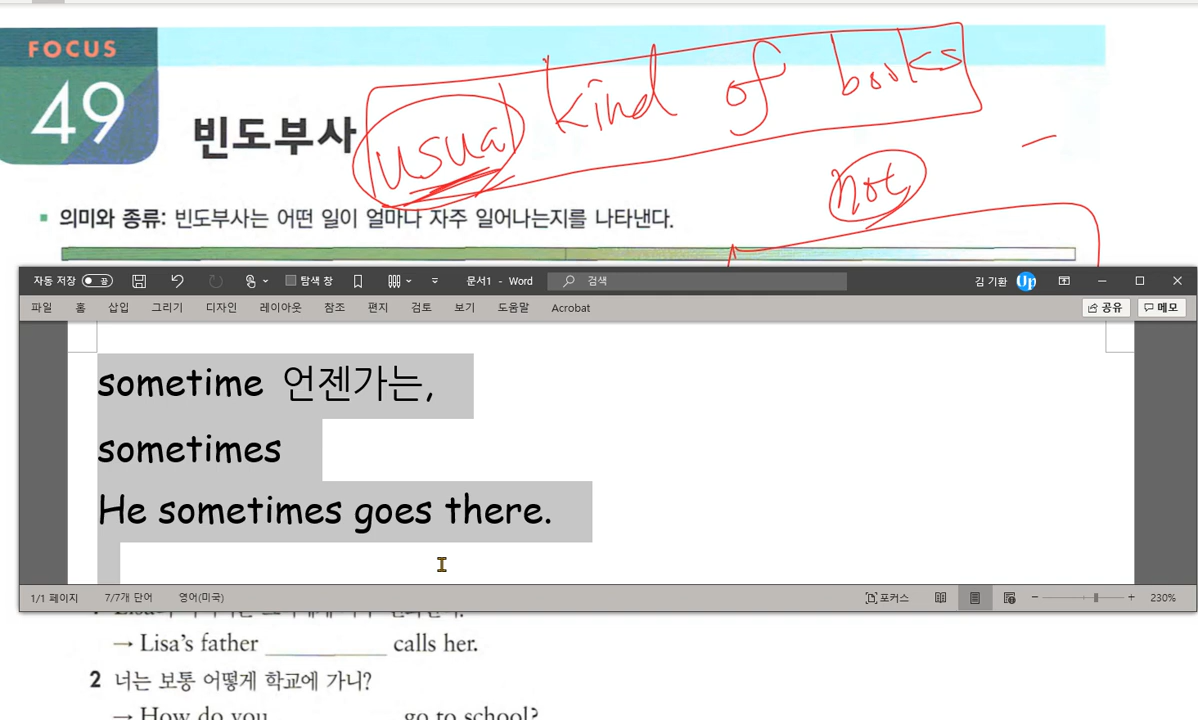 FOCUS
49
빈도부사
usual kind of books
not
의미와 종류: 빈도부사는 어떤 일이 얼마나 자주 일어나는지를 나타낸다.
자동 저장 끔 탐색 창 문서1 - Word 검색 김 기환 Up
파일 홈 삽입 그리기 디자인 레이아웃 참조 편지 검토 보기 도움말 Acrobat 공유 메모
sometime 언젠가는,
sometimes
He sometimes goes there.
1/1 페이지 7/7개 단어 영어(미국) 포커스 230%
→ Lisa's father ____________ calls her.
2 너는 보통 어떻게 학교에 가니?
→ How do you ____________ go to school?